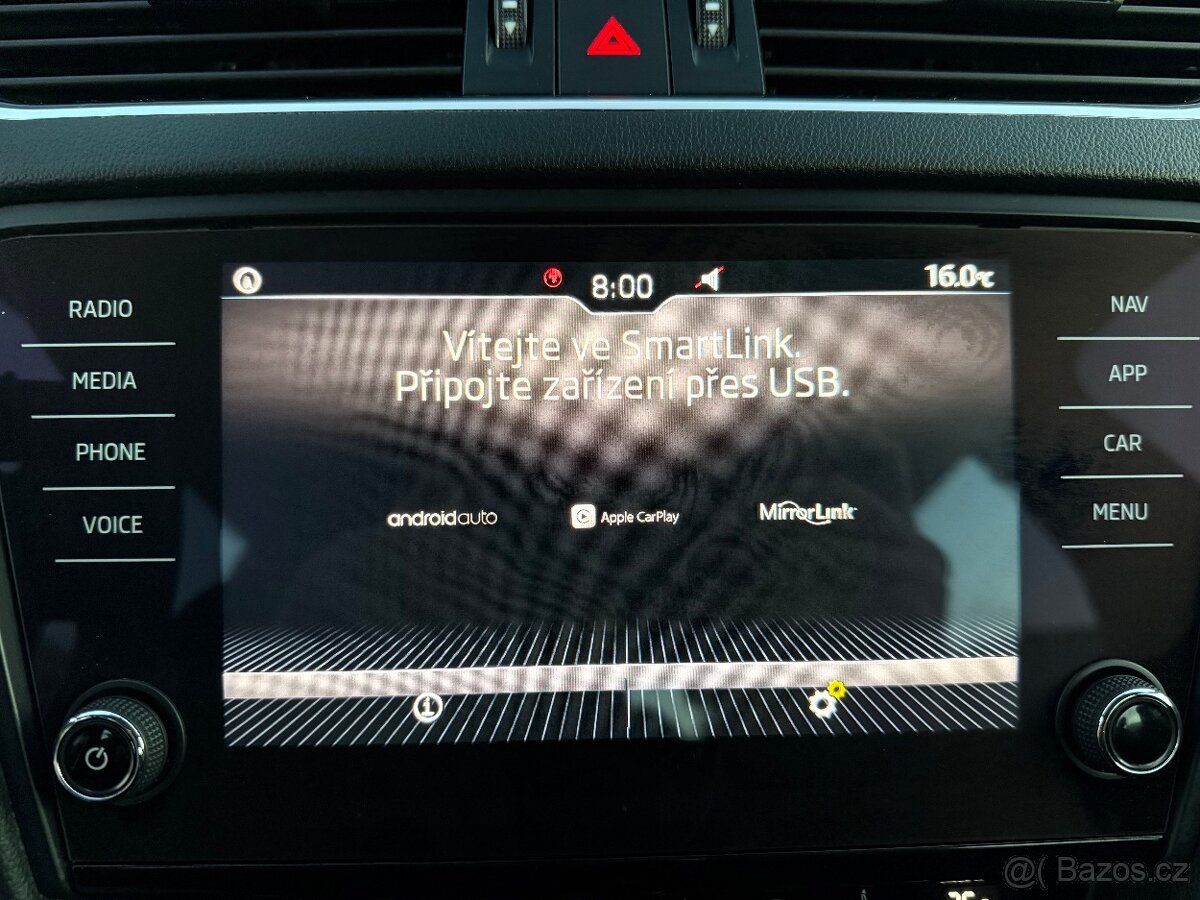 8:00
16.0°C
RADIO
MEDIA
PHONE
VOICE
Vítejte ve SmartLink.
Připojte zařízení přes USB.
androidauto
Apple CarPlay
MirrorLink
NAV
APP
CAR
MENU
@( Bazos.cz